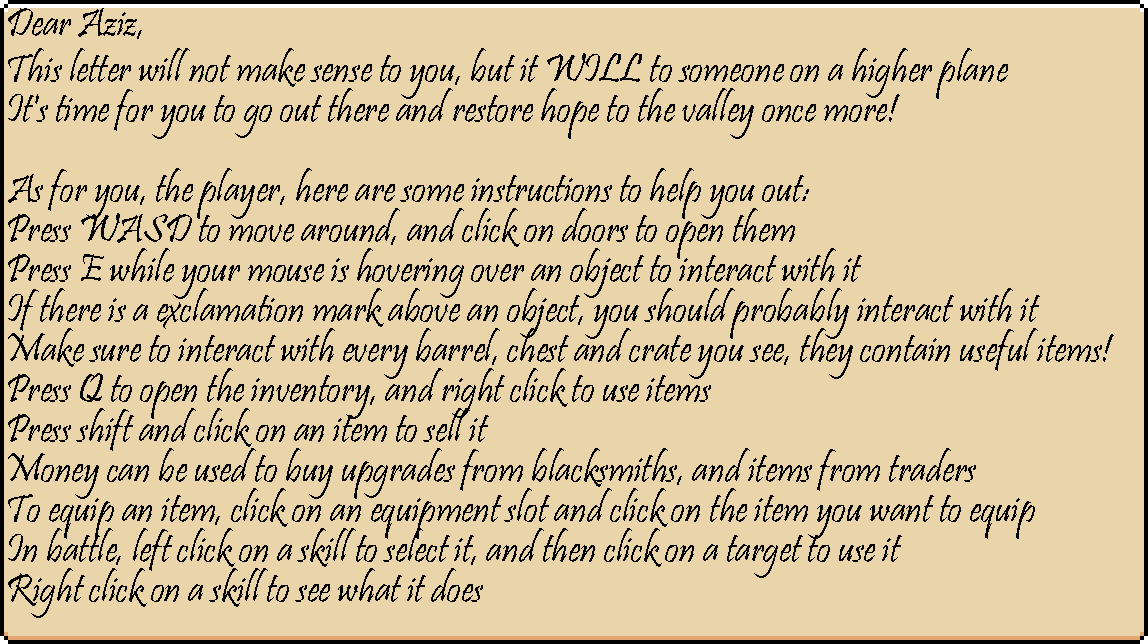 Dear Aziz,
This letter will not make sense to you, but it WILL to someone on a higher plane
It's time for you to go out there and restore hope to the valley once more!
As for you, the player, here are some instructions to help you out:
Press WASD to move around, and click on doors to open them
Press E while your mouse is hovering over an object to interact with it
If there is a exclamation mark above an object, you should probably interact with it
Make sure to interact with every barrel, chest and crate you see, they contain useful items!
Press Q to open the inventory, and right click to use items
Press shift and click on an item to sell it
Money can be used to buy upgrades from blacksmiths, and items from traders
To equip an item, click on an equipment slot and click on the item you want to equip
In battle, left click on a skill to select it, and then click on a target to use it
Right click on a skill to see what it does